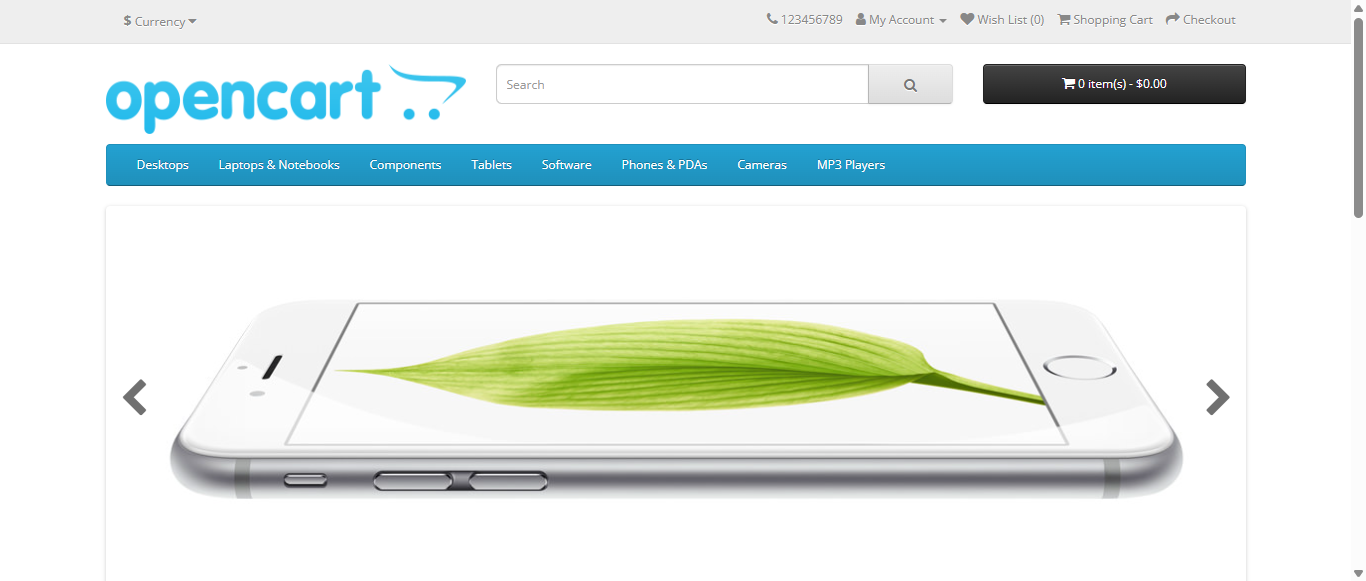 $ Currency
123456789 My Account Wish List (0) Shopping Cart Checkout
opencart
Search
0 item(s) - $0.00
Desktops Laptops & Notebooks Components Tablets Software Phones & PDAs Cameras MP3 Players